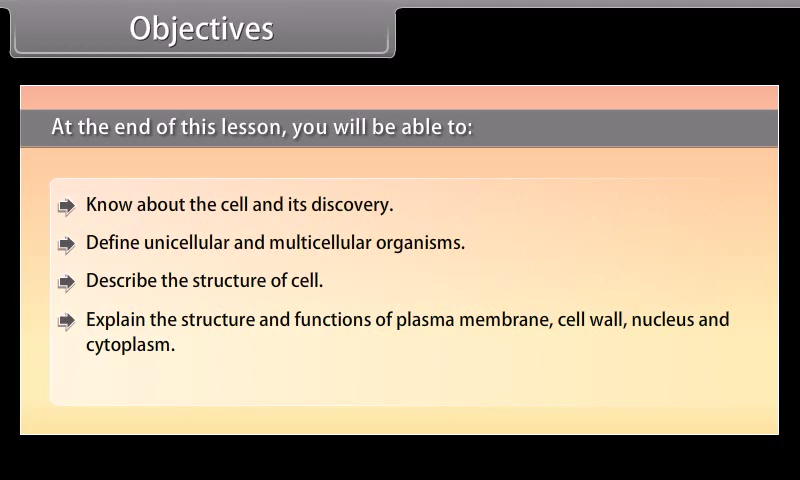 Objectives
At the end of this lesson, you will be able to:
Know about the cell and its discovery.
Define unicellular and multicellular organisms.
Describe the structure of cell.
Explain the structure and functions of plasma membrane, cell wall, nucleus and
cytoplasm.